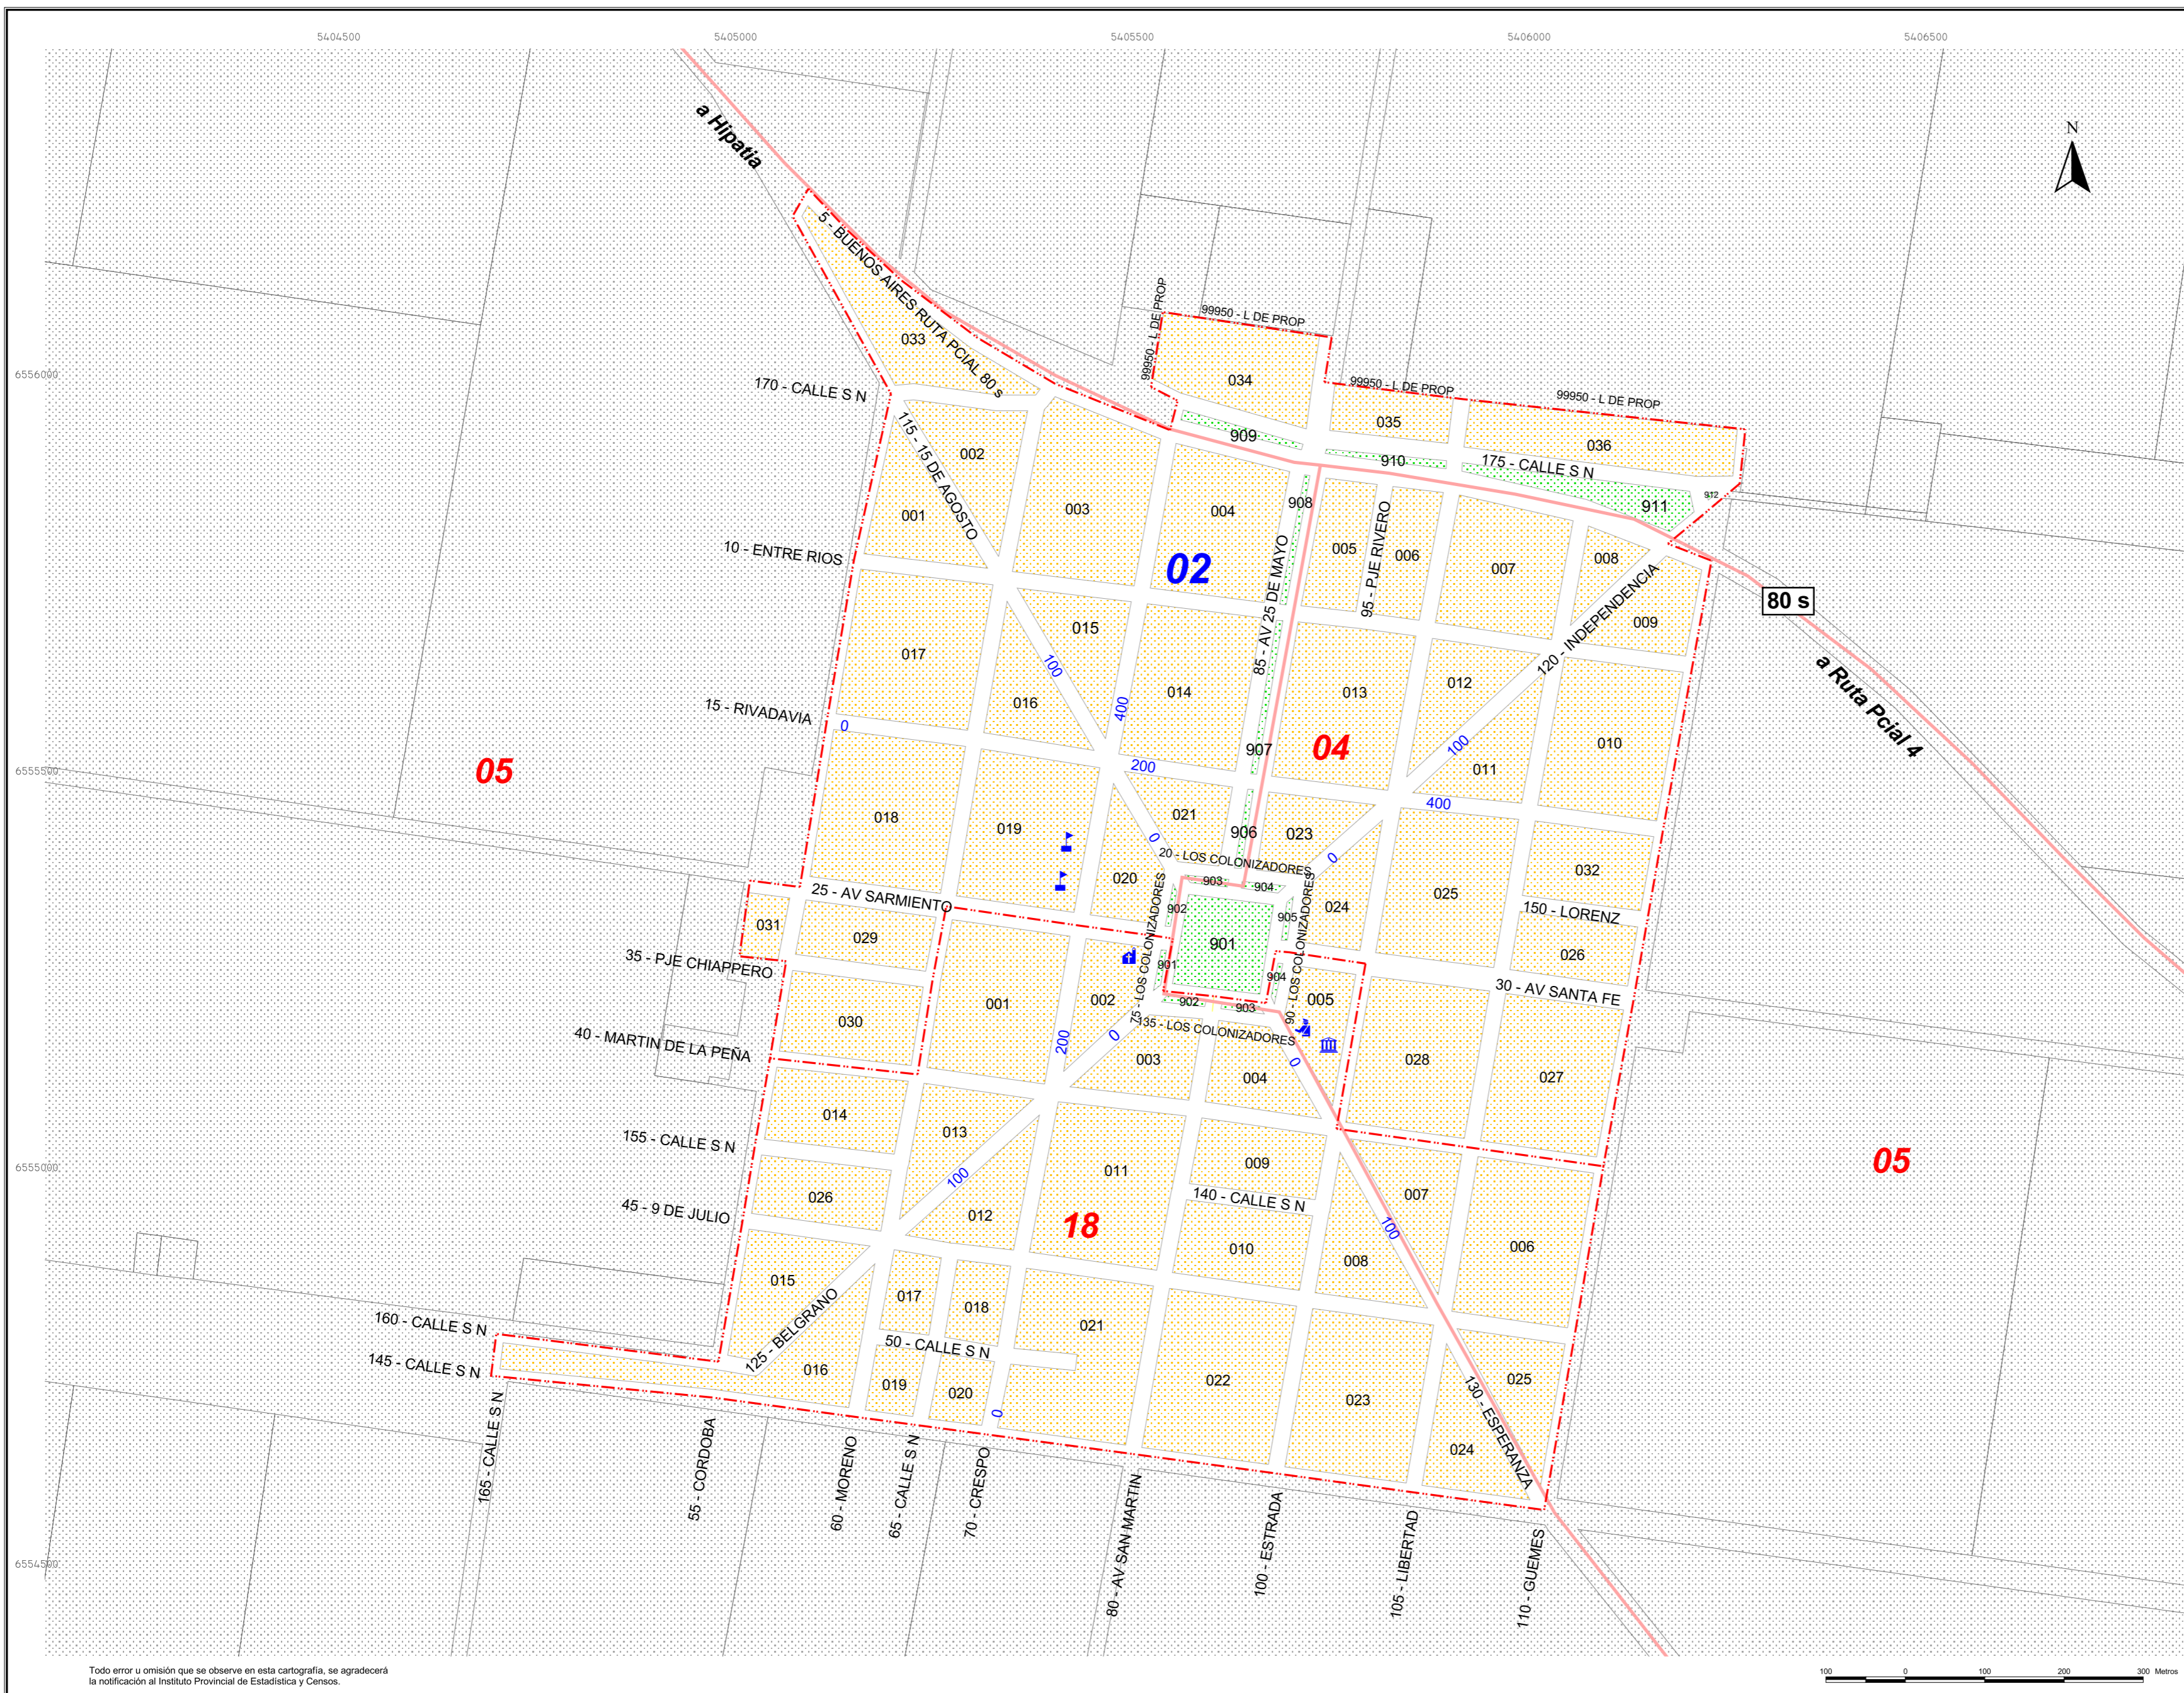 5404500
5405000
5405500
5406000
5406500
a Hipatia
N
5 - BUENOS AIRES RUTA PCIAL 80 s
99950 - L DE PROP
99950 - L DE PROP
033
034
6556000
170 - CALLE S N
99950 - L DE PROP
99950 - L DE PROP
035
036
909
910
175 - CALLE S N
115 - 15 DE AGOSTO
002
911
912
001
003
004
908
005
95 - PJE RIVERO
006
007
008
10 - ENTRE RIOS
02
80 s
85 - AV 25 DE MAYO
120 - INDEPENDENCIA
009
015
017
100
016
014
013
012
a Ruta Pcial 4
400
15 - RIVADAVIA
0
04
907
100
010
6555500
05
200
011
400
018
019
021
906
023
0
0
20 - LOS COLONIZADORES
032
020
903
904
025
25 - AV SARMIENTO
902
905
024
150 - LORENZ
031
029
901
026
75 - LOS COLONIZADORES
90 - LOS COLONIZADORES
35 - PJE CHIAPPERO
901
904
30 - AV SANTA FE
001
002
902
903
005
030
135 - LOS COLONIZADORES
40 - MARTIN DE LA PEÑA
200
0
003
004
0
028
027
014
013
155 - CALLE S N
6555000
011
009
05
100
026
140 - CALLE S N
007
45 - 9 DE JULIO
012
18
100
010
008
006
015
017
018
021
160 - CALLE S N
125 - BELGRANO
50 - CALLE S N
145 - CALLE S N
016
019
020
022
023
025
0
130 - ESPERANZA
024
165 - CALLE S N
55 - CORDOBA
60 - MORENO
65 - CALLE S N
70 - CRESPO
80 - AV SAN MARTIN
100 - ESTRADA
105 - LIBERTAD
110 - GUEMES
6554500
Todo error u omisión que se observe en esta cartografía, se agradecerá
la notificación al Instituto Provincial de Estadística y Censos.
100 0 100 200 300 Metros